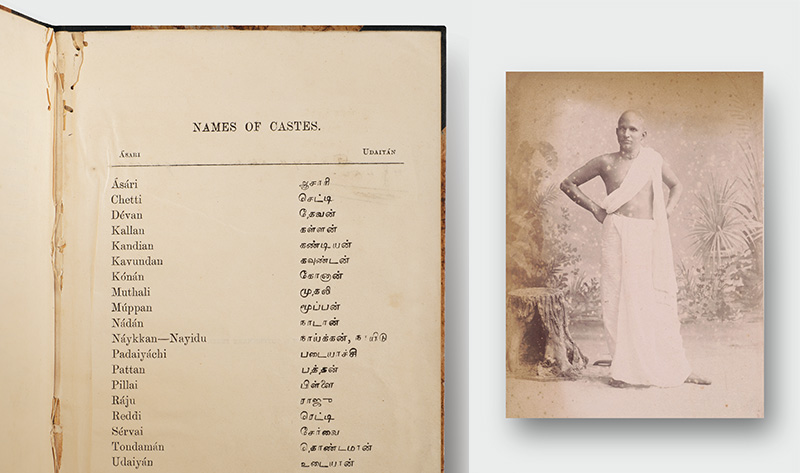 NAMES OF CASTES.
ÁSARI UDAIYÁN
Ásári ஆசாரி
Chetti செட்டி
Dévan தேவன்
Kallan கள்ளன்
Kandian கண்டியன்
Kavundan கவுண்டன்
Kónán கோனான்
Muthali முதலி
Múppan மூப்பன்
Nádán நாடான்
Náykkan—Nayidu நாய்க்கன், நாயிடு
Padaiyáchi படையாச்சி
Pattan பத்தன்
Pillai பிள்ளை
Ráju ராஜு
Reddi ரெட்டி
Sérvai சேர்வை
Tondamán தொண்டமான்
Udaiyán உடையான்